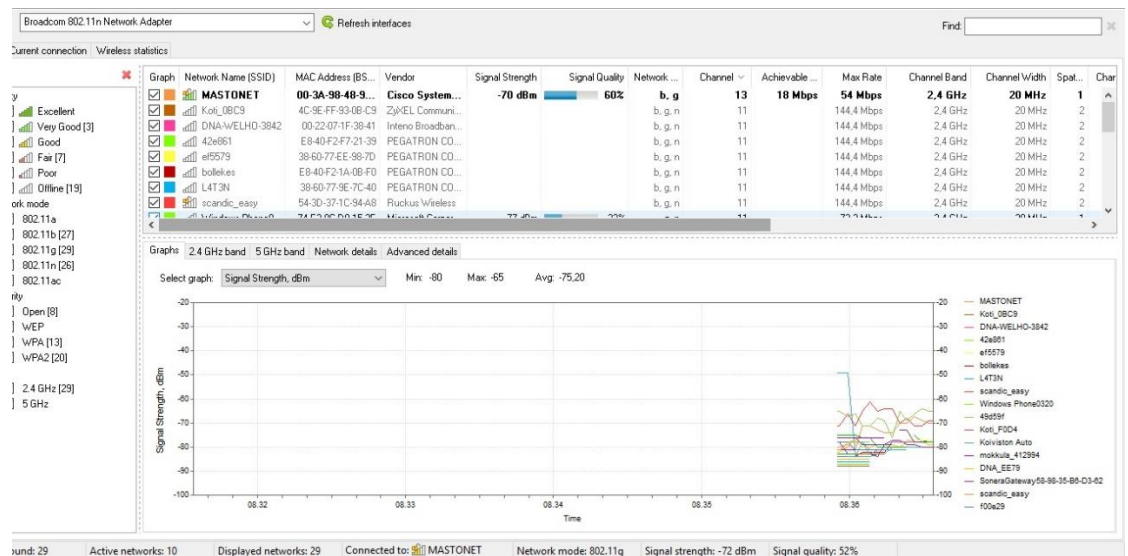 Broadcom 802.11n Network Adapter Refresh interfaces Find:
Current connection Wireless statistics
Graph Network Name (SSID) MAC Address (BS... Vendor Signal Strength Signal Quality Network ... Channel Achievable ... Max Rate Channel Band Channel Width Spat... Char
MASTONET 00-3A-98-48-9... Cisco System... -70 dBm 60% b, g 13 18 Mbps 54 Mbps 2,4 GHz 20 MHz 1
Koti_0BC9 4C-9E-FF-93-0B-C9 ZyXEL Communi... b, g, n 11 144,4 Mbps 2,4 GHz 20 MHz 2
DNA-WELHO-3842 00-22-07-1F-38-41 Inteno Broadban... b, g, n 11 144,4 Mbps 2,4 GHz 20 MHz 2
42e861 E8-40-F2-F7-21-39 PEGATRON CO... b, g, n 11 144,4 Mbps 2,4 GHz 20 MHz 2
ef5579 38-60-77-EE-98-7D PEGATRON CO... b, g, n 11 144,4 Mbps 2,4 GHz 20 MHz 2
bollekes E8-40-F2-1A-0B-F0 PEGATRON CO... b, g, n 11 144,4 Mbps 2,4 GHz 20 MHz 2
L4T3N 38-60-77-9E-7C-40 PEGATRON CO... b, g, n 11 144,4 Mbps 2,4 GHz 20 MHz 2
scandic_easy 54-3D-37-1C-94-A8 Ruckus Wireless b, g, n 11 144,4 Mbps 2,4 GHz 20 MHz 2
Excellent
Very Good [3]
Good
Fair [7]
Poor
Offline [19]
ork mode
802.11a
802.11b [27]
802.11g [29]
802.11n [26]
802.11ac
rity
Open [8]
WEP
WPA [13]
WPA2 [20]
2.4 GHz [29]
5 GHz
Graphs 2.4 GHz band 5 GHz band Network details Advanced details
Select graph: Signal Strength, dBm Min: -80 Max: -65 Avg: -75,20
Signal Strength, dBm
-20 -20
-30 -30
-40 -40
-50 -50
-60 -60
-70 -70
-80 -80
-90 -90
-100 -100
08.32 08.33 08.34 08.35 08.36
Time
MASTONET
Koti_0BC9
DNA-WELHO-3842
42e861
ef5579
bollekes
L4T3N
scandic_easy
Windows Phone0320
49d59f
Koti_F0D4
Koiviston Auto
mokkula_412994
DNA_EE79
SoneraGateway58-98-35-B6-D3-62
scandic_easy
f00e29
ound: 29 Active networks: 10 Displayed networks: 29 Connected to: MASTONET Network mode: 802.11g Signal strength: -72 dBm Signal quality: 52%